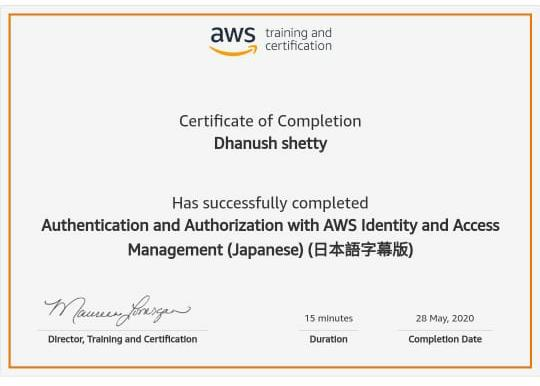 aws training and
certification
Certificate of Completion
Dhanush shetty
Has successfully completed
Authentication and Authorization with AWS Identity and Access
Management (Japanese) (日本語字幕版)
Maureen Lonergan
15 minutes
28 May, 2020
Director, Training and Certification
Duration
Completion Date